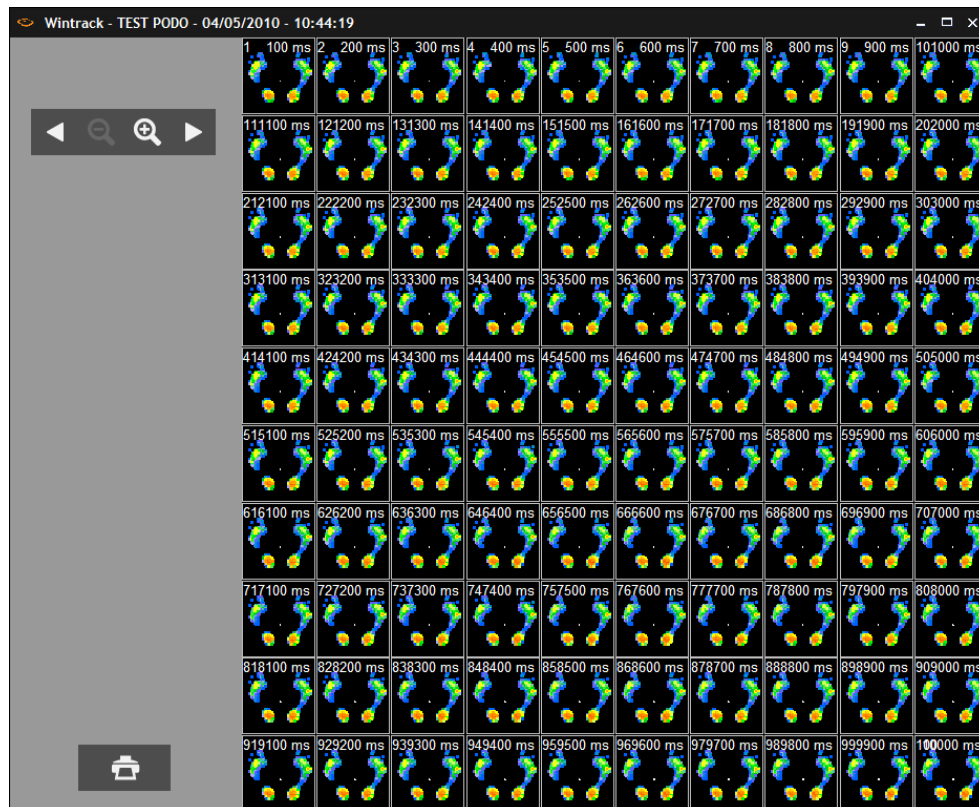 Wintrack - TEST PODO - 04/05/2010 - 10:44:19
1 100 ms 2 200 ms 3 300 ms 4 400 ms 5 500 ms 6 600 ms 7 700 ms 8 800 ms 9 900 ms 101000 ms
111100 ms 121200 ms 131300 ms 141400 ms 151500 ms 161600 ms 171700 ms 181800 ms 191900 ms 202000 ms
212100 ms 222200 ms 232300 ms 242400 ms 252500 ms 262600 ms 272700 ms 282800 ms 292900 ms 303000 ms
313100 ms 323200 ms 333300 ms 343400 ms 353500 ms 363600 ms 373700 ms 383800 ms 393900 ms 404000 ms
414100 ms 424200 ms 434300 ms 444400 ms 454500 ms 464600 ms 474700 ms 484800 ms 494900 ms 505000 ms
515100 ms 525200 ms 535300 ms 545400 ms 555500 ms 565600 ms 575700 ms 585800 ms 595900 ms 606000 ms
616100 ms 626200 ms 636300 ms 646400 ms 656500 ms 666600 ms 676700 ms 686800 ms 696900 ms 707000 ms
717100 ms 727200 ms 737300 ms 747400 ms 757500 ms 767600 ms 777700 ms 787800 ms 797900 ms 808000 ms
818100 ms 828200 ms 838300 ms 848400 ms 858500 ms 868600 ms 878700 ms 888800 ms 898900 ms 909000 ms
919100 ms 929200 ms 939300 ms 949400 ms 959500 ms 969600 ms 979700 ms 989800 ms 999900 ms 10000 ms